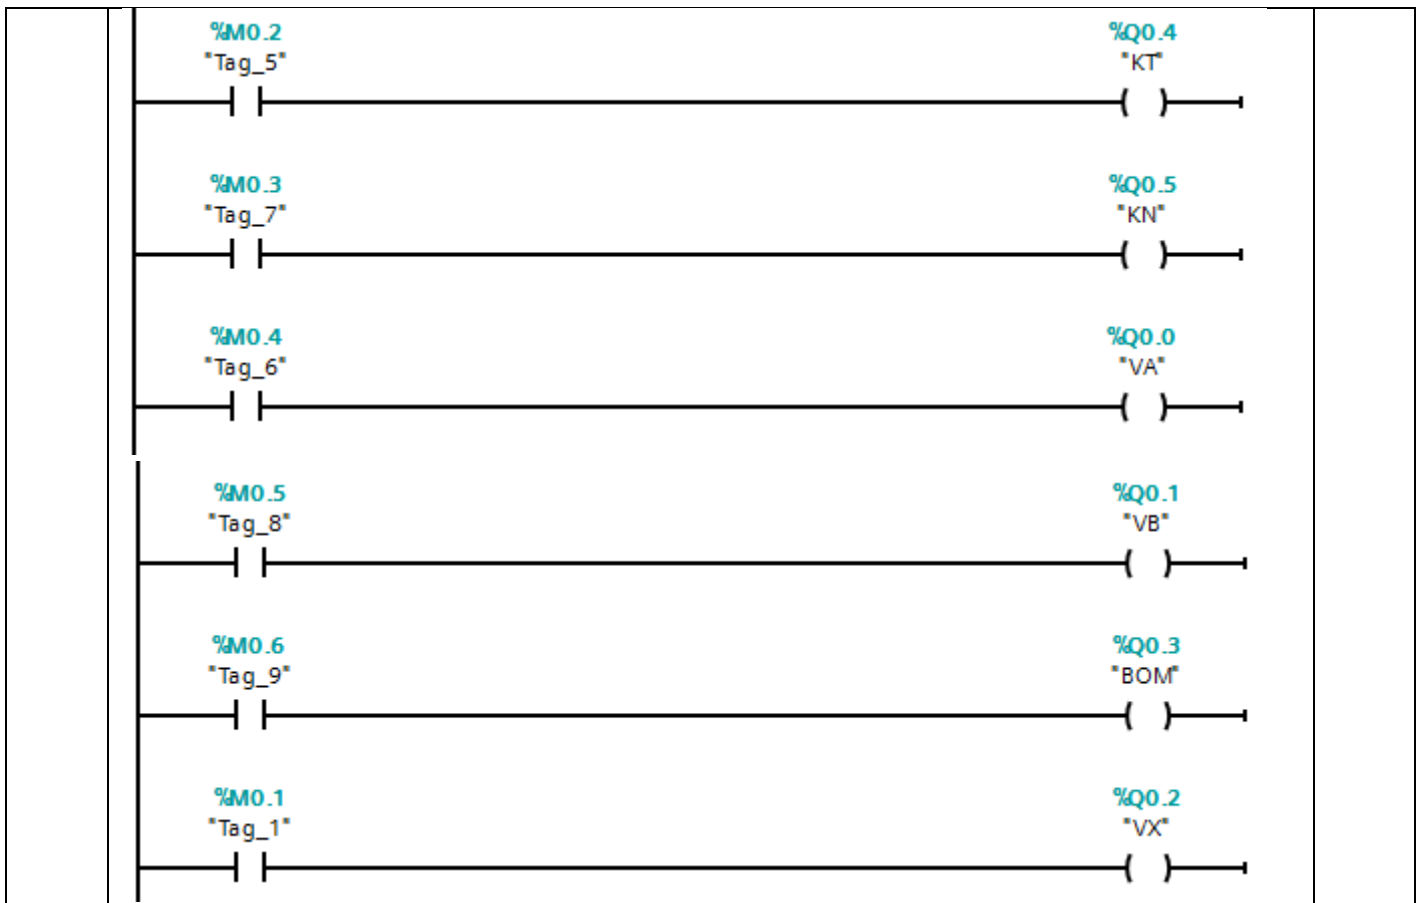 %M0.2 %Q0.4
"Tag_5" "KT"
%M0.3 %Q0.5
"Tag_7" "KN"
%M0.4 %Q0.0
"Tag_6" "VA"
%M0.5 %Q0.1
"Tag_8" "VB"
%M0.6 %Q0.3
"Tag_9" "BOM"
%M0.1 %Q0.2
"Tag_1" "VX"